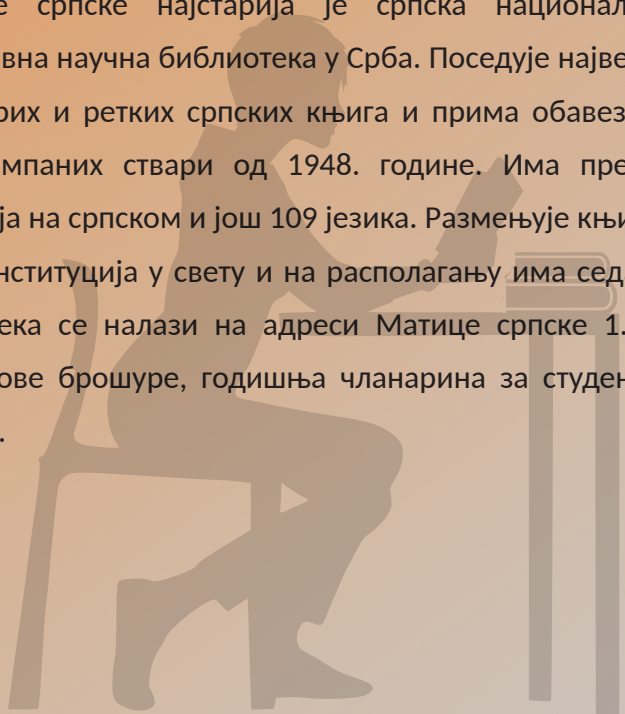 е српске најстарија је српска национал
вна научна библиотека у Срба. Поседује најве
рих и ретких српских књига и прима обавез
мпаних ствари од 1948. године. Има пре
ја на српском и још 109 језика. Размењује књи
нституција у свету и на располагању има сед
ека се налази на адреси Матице српске 1.
ове брошуре, годишња чланарина за студен
.